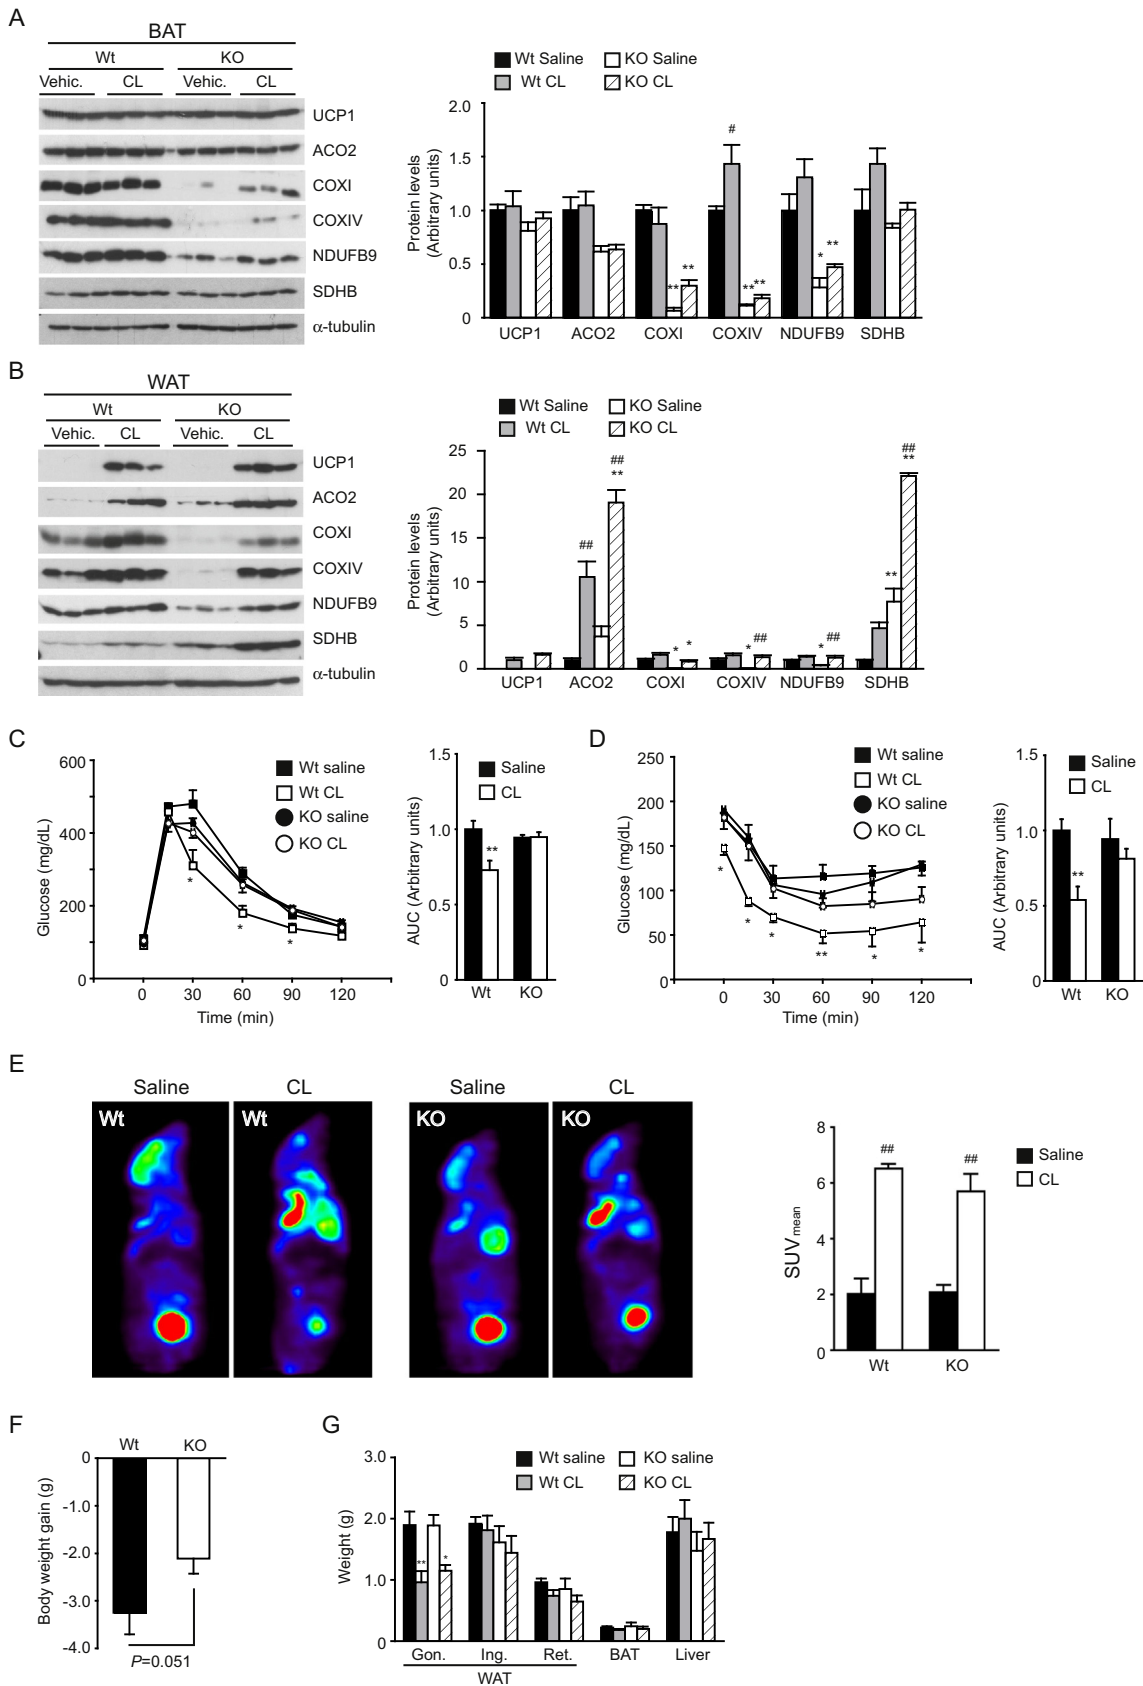 A
BAT
Wt KO
Vehic. CL Vehic. CL
UCP1
ACO2
COXI
COXIV
NDUFB9
SDHB
α-tubulin
Wt Saline KO Saline
Wt CL KO CL
Protein levels
(Arbitrary units)
2.0
1.5
1.0
0.5
0
#
** **
** **
* **
UCP1 ACO2 COXI COXIV NDUFB9 SDHB
B
WAT
Wt KO
Vehic. CL Vehic. CL
UCP1
ACO2
COXI
COXIV
NDUFB9
SDHB
α-tubulin
Wt Saline KO Saline
Wt CL KO CL
Protein levels
(Arbitrary units)
25
20
15
10
5
0
##
##
**
* *
* ##
* ##
**
##
**
UCP1 ACO2 COXI COXIV NDUFB9 SDHB
C
Glucose (mg/dL)
600
400
200
0
Wt saline
Wt CL
KO saline
KO CL
* * *
0 30 60 90 120
Time (min)
AUC (Arbitrary units)
1.5
1.0
0.5
0
Saline
CL
**
Wt KO
D
Glucose (mg/dL)
250
200
150
100
50
0
Wt saline
Wt CL
KO saline
KO CL
* * * ** * *
0 30 60 90 120
Time (min)
AUC (Arbitrary units)
1.5
1.0
0.5
0
Saline
CL
**
Wt KO
E
Saline CL Saline CL
Wt Wt KO KO
SUVmean
8
6
4
2
0
## ##
Saline
CL
Wt KO
F
Wt KO
Body weight gain (g)
0
-1.0
-2.0
-3.0
-4.0
P=0.051
G
Weight (g)
3.0
2.0
1.0
0
Wt saline KO saline
Wt CL KO CL
** *
Gon. Ing. Ret. BAT Liver
WAT